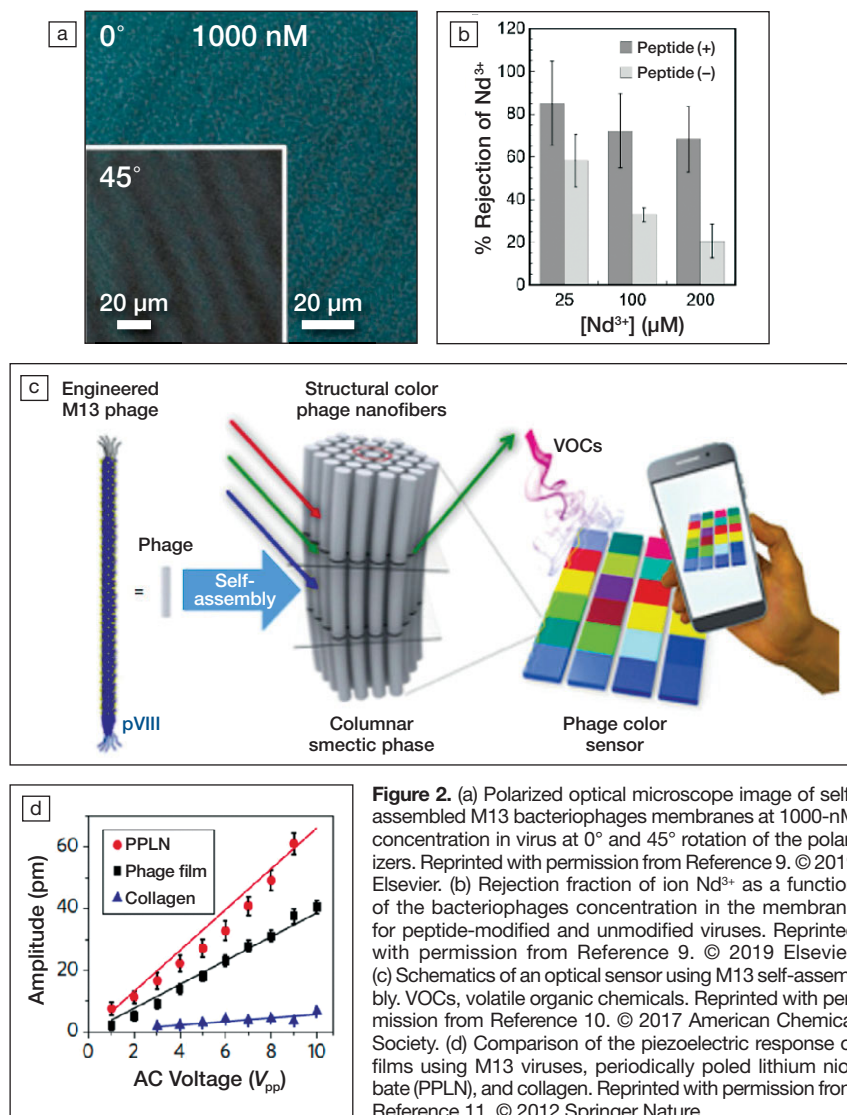 a
0° 1000 nM
45°
20 µm
20 µm
b
Peptide (+)
Peptide (–)
120
100
80
60
40
20
0
% Rejection of Nd³⁺
25 100 200
[Nd³⁺] (µM)
c
Engineered
M13 phage
Structural color
phage nanofibers
VOCs
Phage
=
Self-
assembly
pVIII
Columnar
smectic phase
Phage color
sensor
d
PPLN
Phage film
Collagen
60
40
20
0
Amplitude (pm)
0 2 4 6 8 10
AC Voltage (Vpp)
Figure 2. (a) Polarized optical microscope image of self-
assembled M13 bacteriophages membranes at 1000-nM
concentration in virus at 0° and 45° rotation of the polar-
izers. Reprinted with permission from Reference 9. © 201
Elsevier. (b) Rejection fraction of ion Nd³⁺ as a function
of the bacteriophages concentration in the membran
for peptide-modified and unmodified viruses. Reprinted
with permission from Reference 9. © 2019 Elsevie
(c) Schematics of an optical sensor using M13 self-assem-
bly. VOCs, volatile organic chemicals. Reprinted with per-
mission from Reference 10. © 2017 American Chemica
Society. (d) Comparison of the piezoelectric response o
films using M13 viruses, periodically poled lithium nio-
bate (PPLN), and collagen. Reprinted with permission from
Reference 11. © 2012 Springer Nature